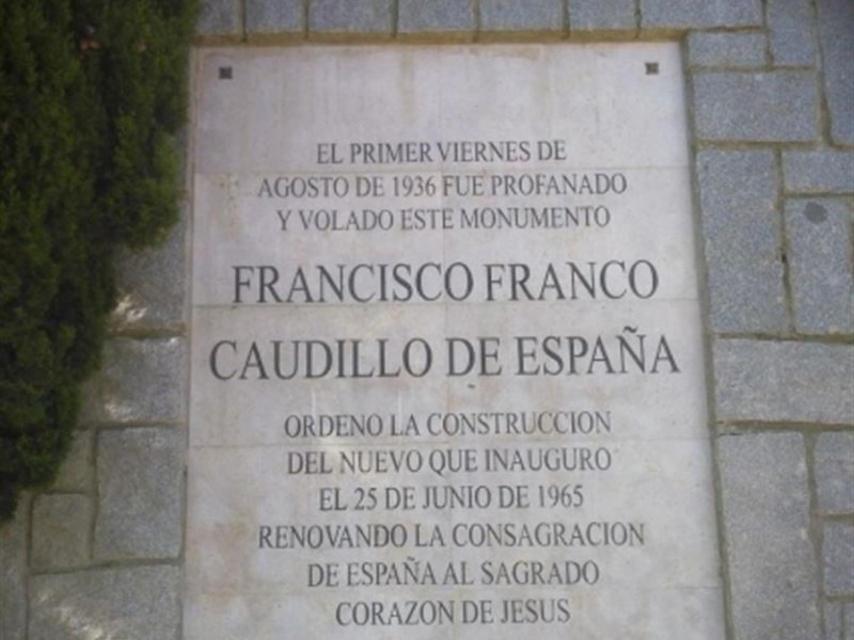 EL PRIMER VIERNES DE
AGOSTO DE 1936 FUE PROFANADO
Y VOLADO ESTE MONUMENTO
FRANCISCO FRANCO
CAUDILLO DE ESPAÑA
ORDENO LA CONSTRUCCION
DEL NUEVO QUE INAUGURO
EL 25 DE JUNIO DE 1965
RENOVANDO LA CONSAGRACION
DE ESPAÑA AL SAGRADO
CORAZON DE JESUS